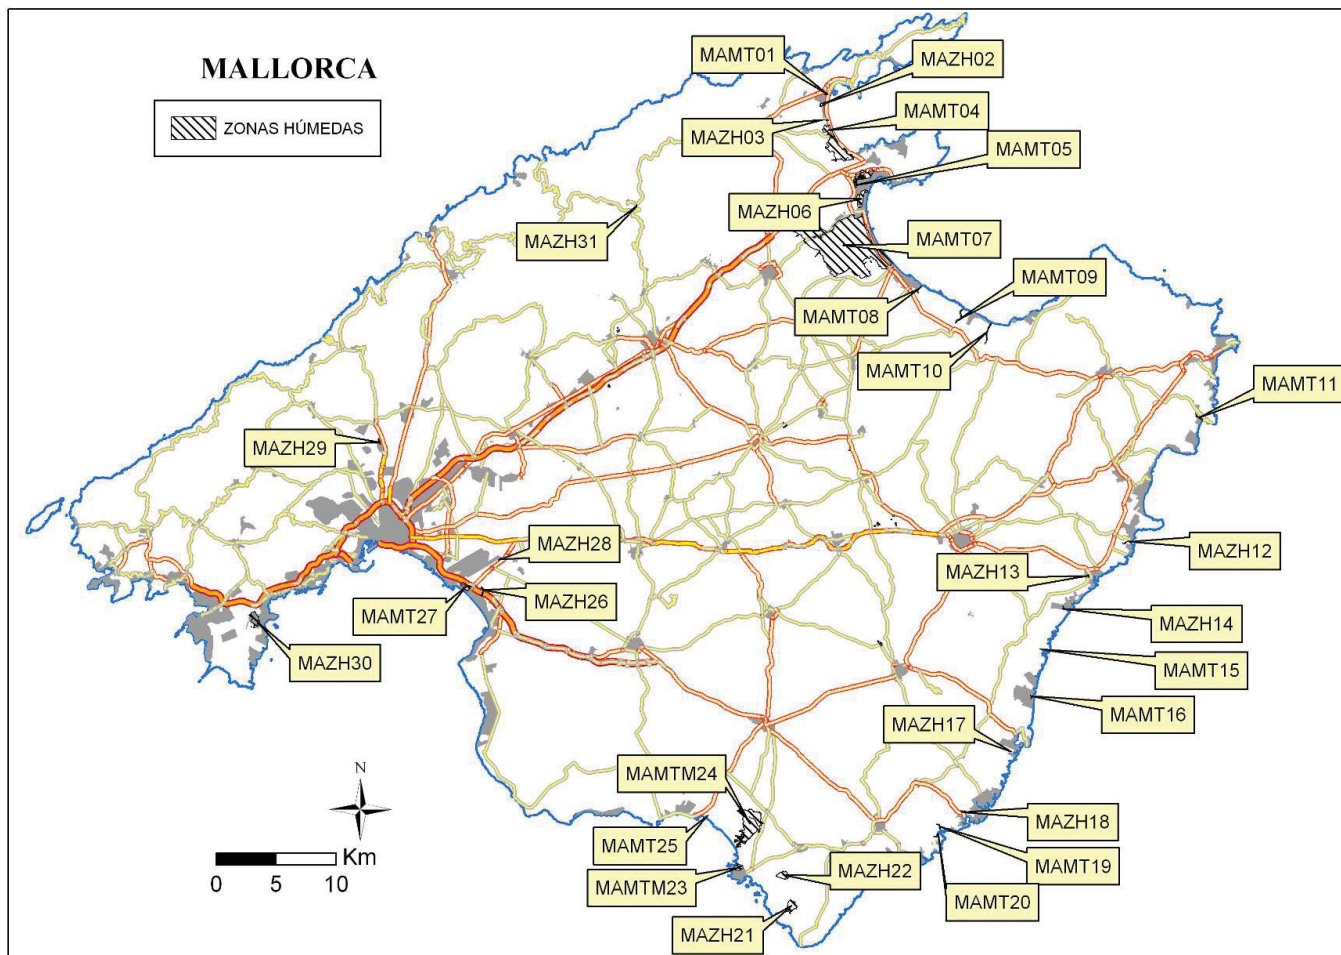 MALLORCA
ZONAS HÚMEDAS
MAMT01
MAZH02
MAZH03
MAMT04
MAMT05
MAZH06
MAMT07
MAZH31
MAMT08
MAMT09
MAMT10
MAMT11
MAZH29
MAZH28
MAZH26
MAMT27
MAZH30
MAZH12
MAZH13
MAZH14
MAMT15
MAMT16
MAZH17
MAMTM24
MAMT25
MAMTM23
MAZH22
MAZH21
MAZH18
MAMT19
MAMT20
N
Km
0 5 10